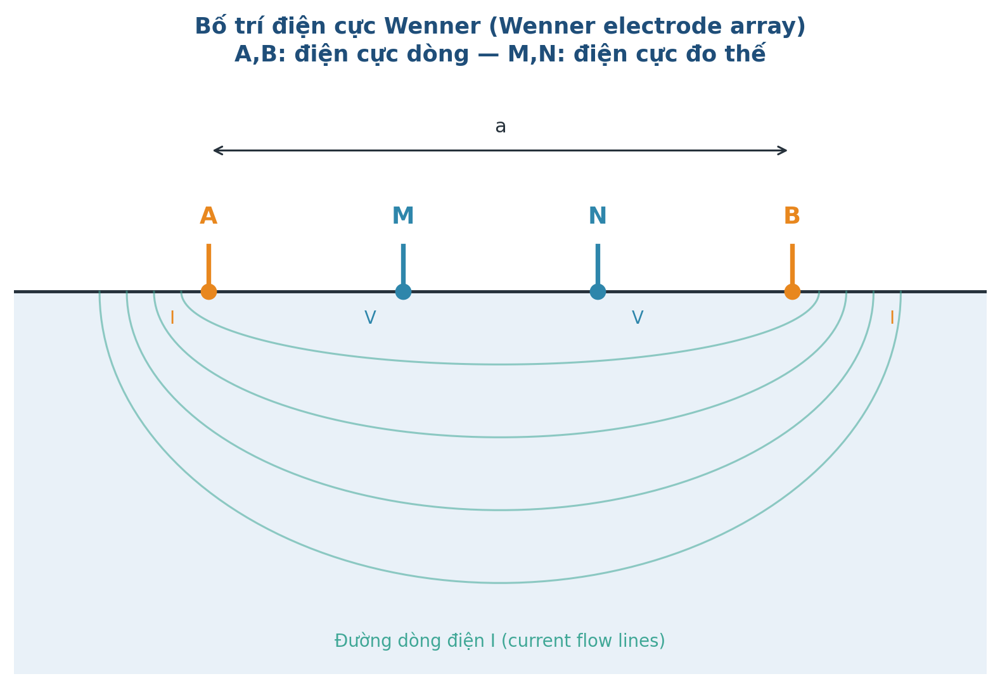 Bố trí điện cực Wenner (Wenner electrode array)
A,B: điện cực dòng — M,N: điện cực đo thế
a
A M N B
I V V I
Đường dòng điện I (current flow lines)